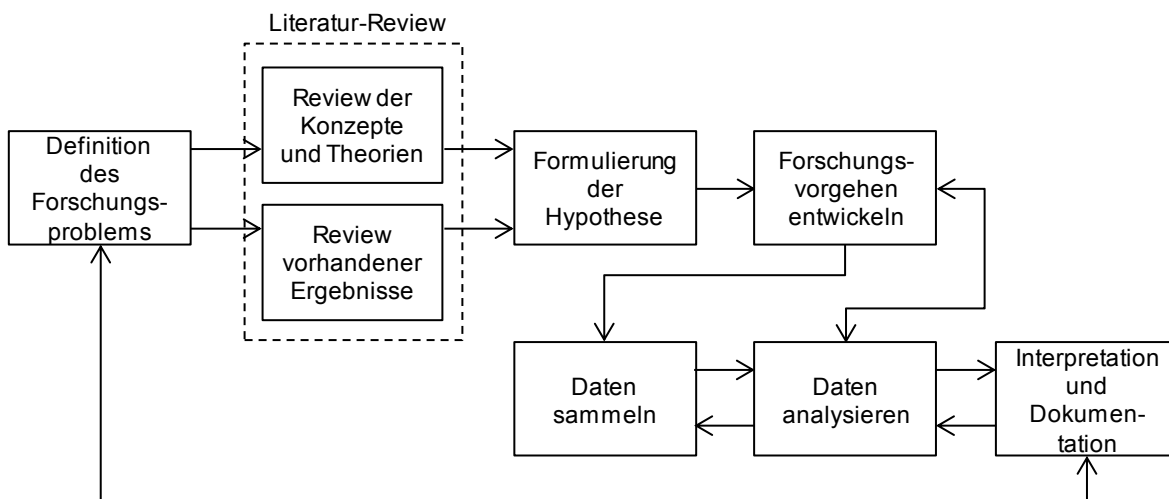 Literatur-Review
Definition
des
Forschungs-
problems
Review der
Konzepte
und Theorien
Review
vorhandener
Ergebnisse
Formulierung
der
Hypothese
Forschungs-
vorgehen
entwickeln
Daten
sammeln
Daten
analysieren
Interpretation
und
Dokumen-
tation